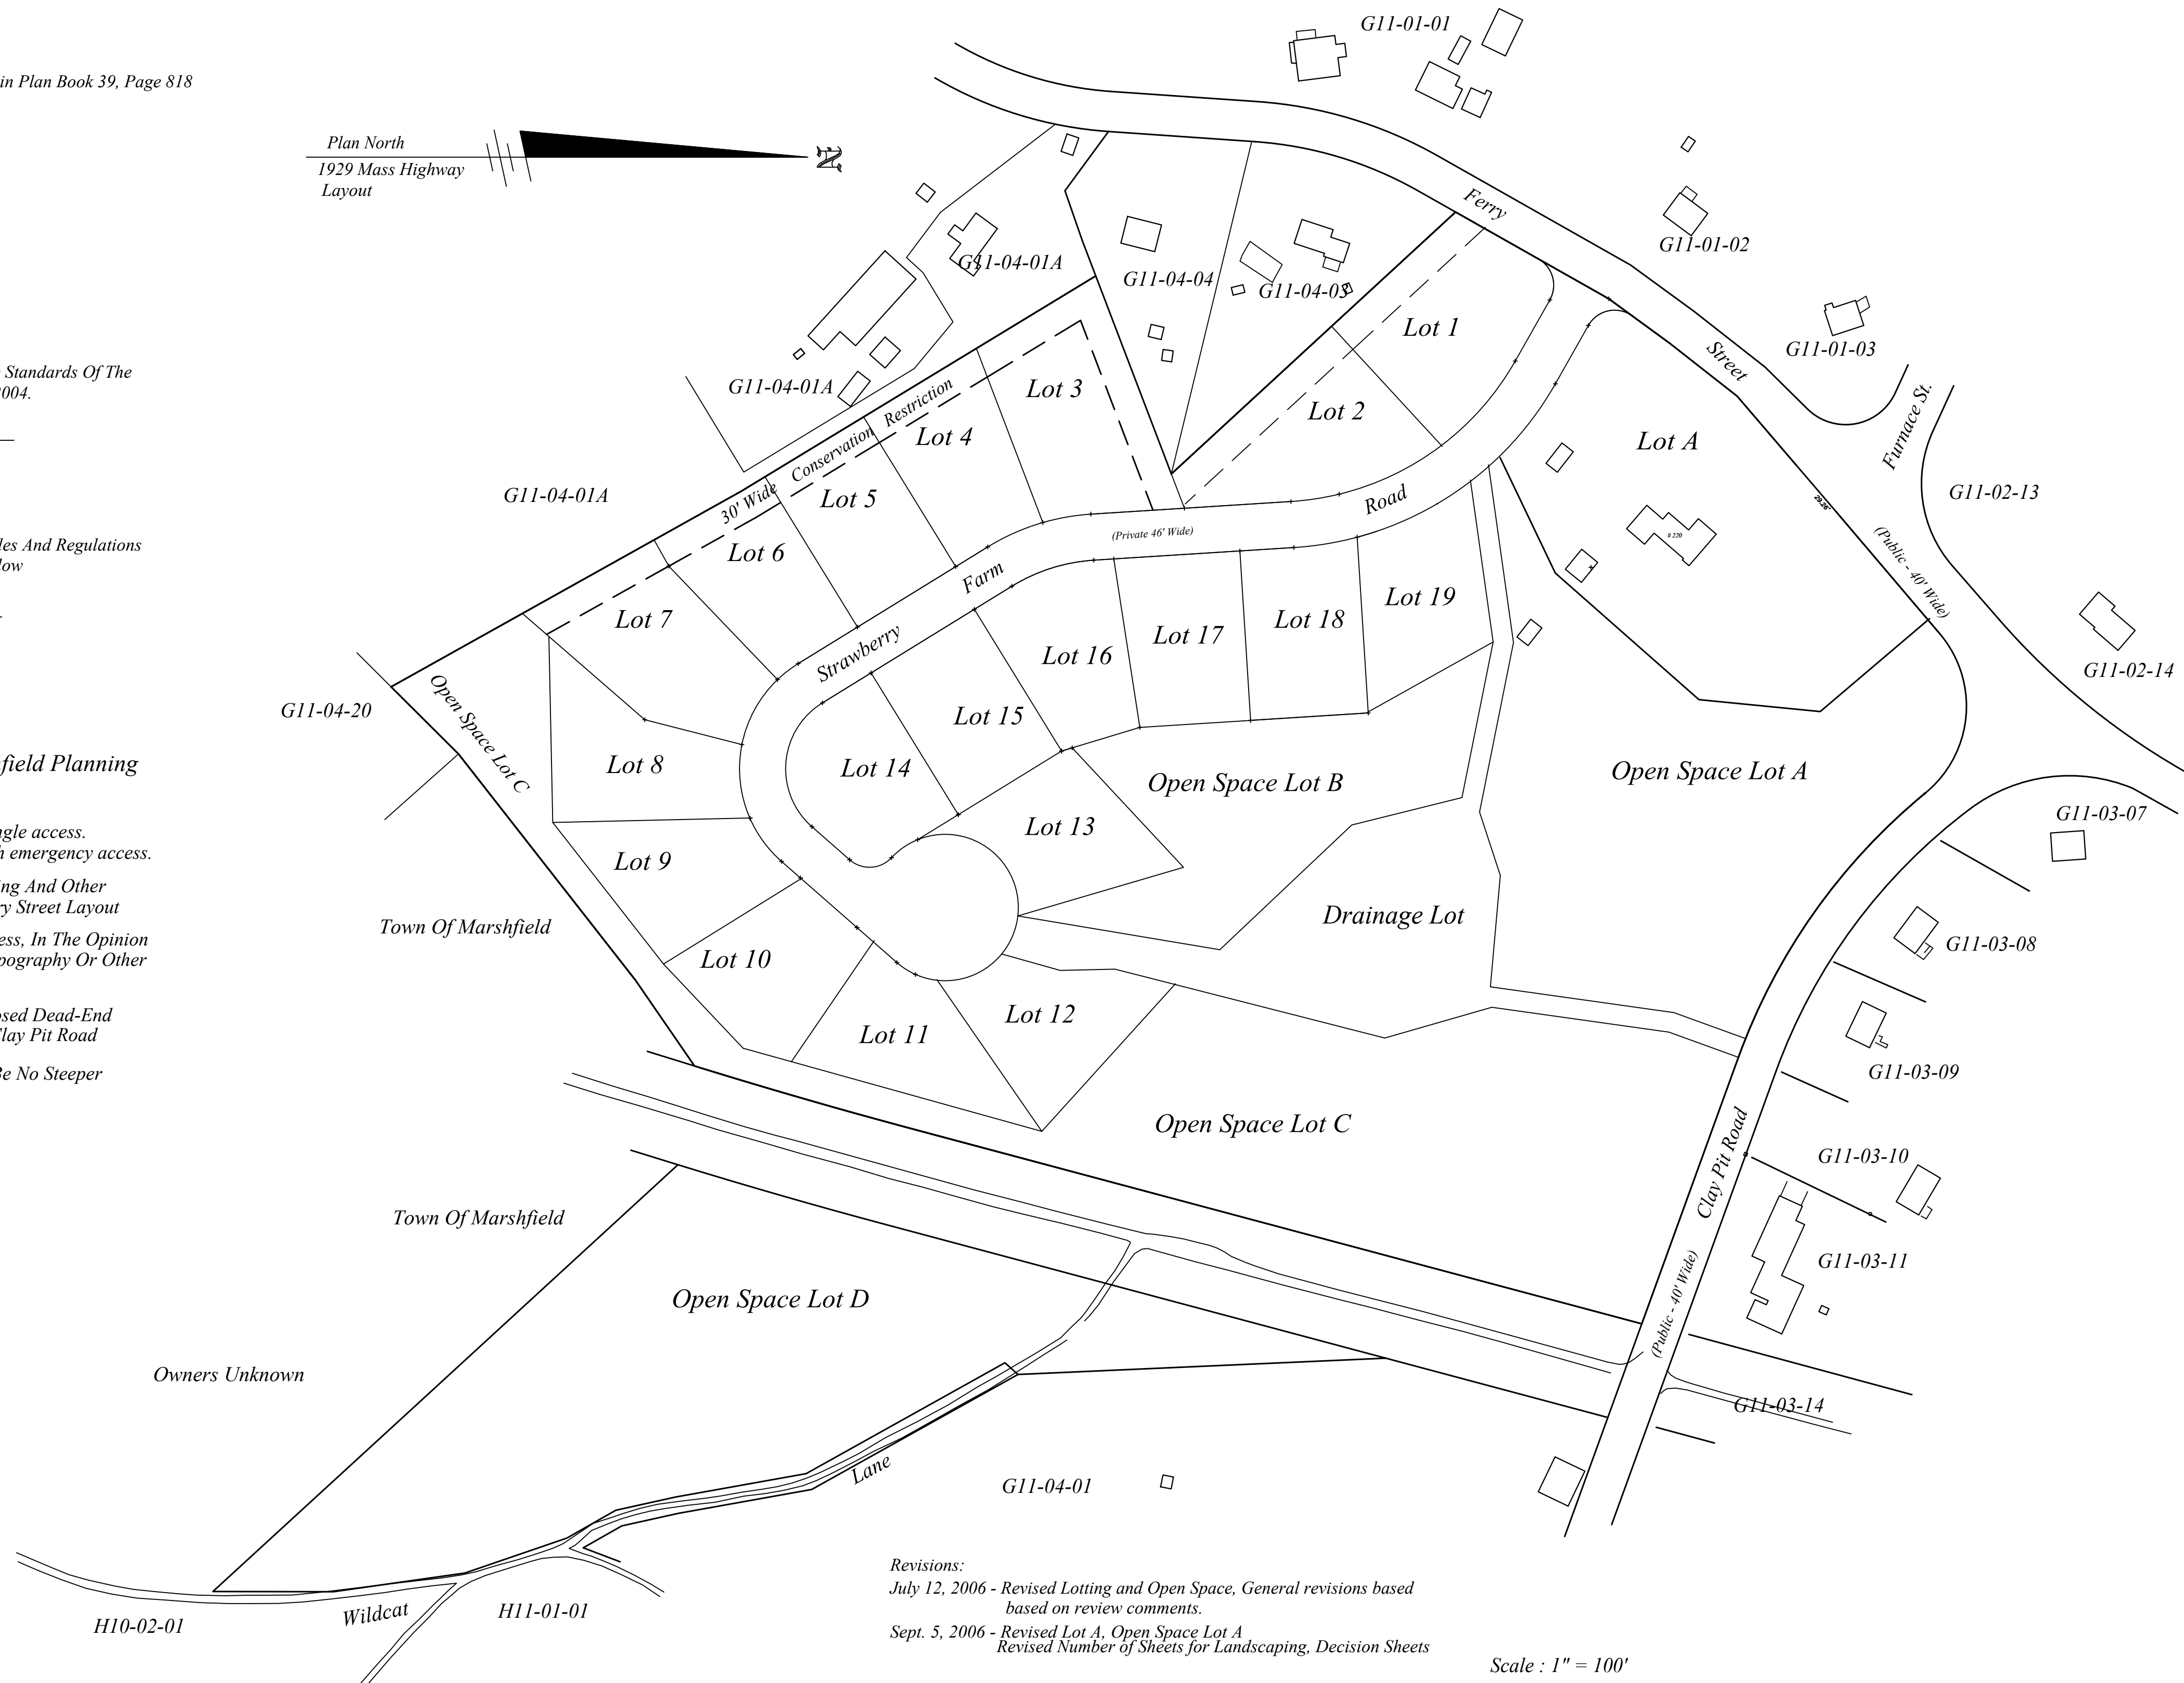 in Plan Book 39, Page 818
Plan North
1929 Mass Highway
Layout
N
Standards Of The
2004.
les And Regulations
low
field Planning
ngle access.
h emergency access.
ing And Other
ry Street Layout
ess, In The Opinion
pography Or Other
osed Dead-End
Clay Pit Road
Be No Steeper
G11-01-01
G11-01-02
G11-01-03
Ferry
Street
Furnace St.
G11-02-13
(Public - 40' Wide)
G11-02-14
G11-04-01A
G11-04-04
G11-04-03
G11-04-01A
G11-04-01A
30' Wide Conservation Restriction
Lot 1
Lot 2
Lot 3
Lot 4
Lot 5
Lot 6
Lot 7
Lot A
29.26'
# 220
Road
(Private 46' Wide)
Farm
Strawberry
Lot 19
Lot 18
Lot 17
Lot 16
Lot 15
Lot 14
Lot 13
Lot 8
Lot 9
Lot 10
Lot 11
Lot 12
G11-04-20
Open Space Lot C
Open Space Lot B
Open Space Lot A
Drainage Lot
Open Space Lot C
Town Of Marshfield
Town Of Marshfield
Open Space Lot D
Owners Unknown
G11-03-07
G11-03-08
G11-03-09
G11-03-10
G11-03-11
G11-03-14
Clay Pit Road
(Public - 40' Wide)
Lane
G11-04-01
Wildcat
H10-02-01
H11-01-01
Revisions:
July 12, 2006 - Revised Lotting and Open Space, General revisions based
based on review comments.
Sept. 5, 2006 - Revised Lot A, Open Space Lot A
Revised Number of Sheets for Landscaping, Decision Sheets
Scale : 1" = 100'